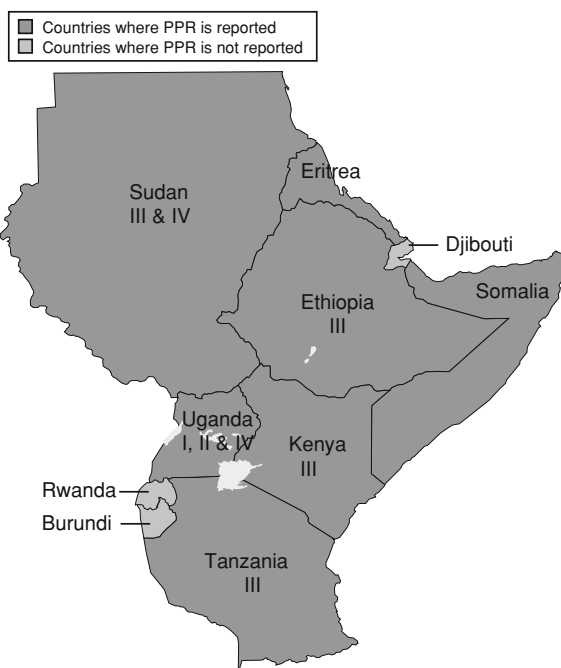 Countries where PPR is reported
Countries where PPR is not reported
Eritrea
Sudan
III & IV
Djibouti
Somalia
Ethiopia
III
Uganda
I, II & IV
Kenya
III
Rwanda
Burundi
Tanzania
III